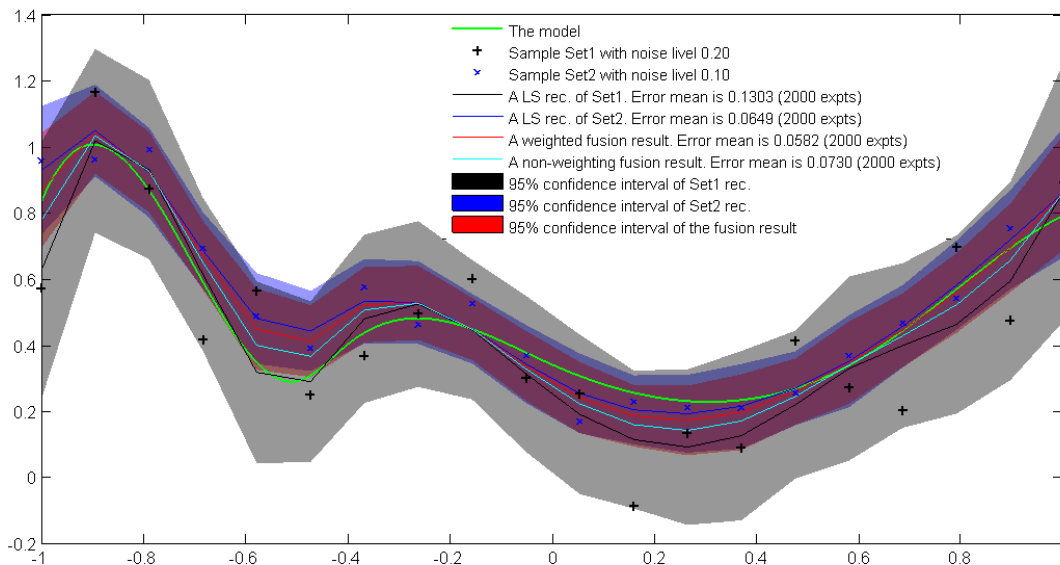 1.4
1.2
1
0.8
0.6
0.4
0.2
0
-0.2
The model
Sample Set1 with noise livel 0.20
Sample Set2 with noise lelvel 0.10
A LS rec. of Set1. Error mean is 0.1303 (2000 expts)
A LS rec. of Set2. Error mean is 0.0649 (2000 expts)
A weighted fusion result. Error mean is 0.0582 (2000 expts)
A non-weighting fusion result. Error mean is 0.0730 (2000 expts)
95% confidence interval of Set1 rec.
95% confidence interval of Set2 rec.
95% confidence interval of the fusion result
-1
-0.8
-0.6
-0.4
-0.2
0
0.2
0.4
0.6
0.8